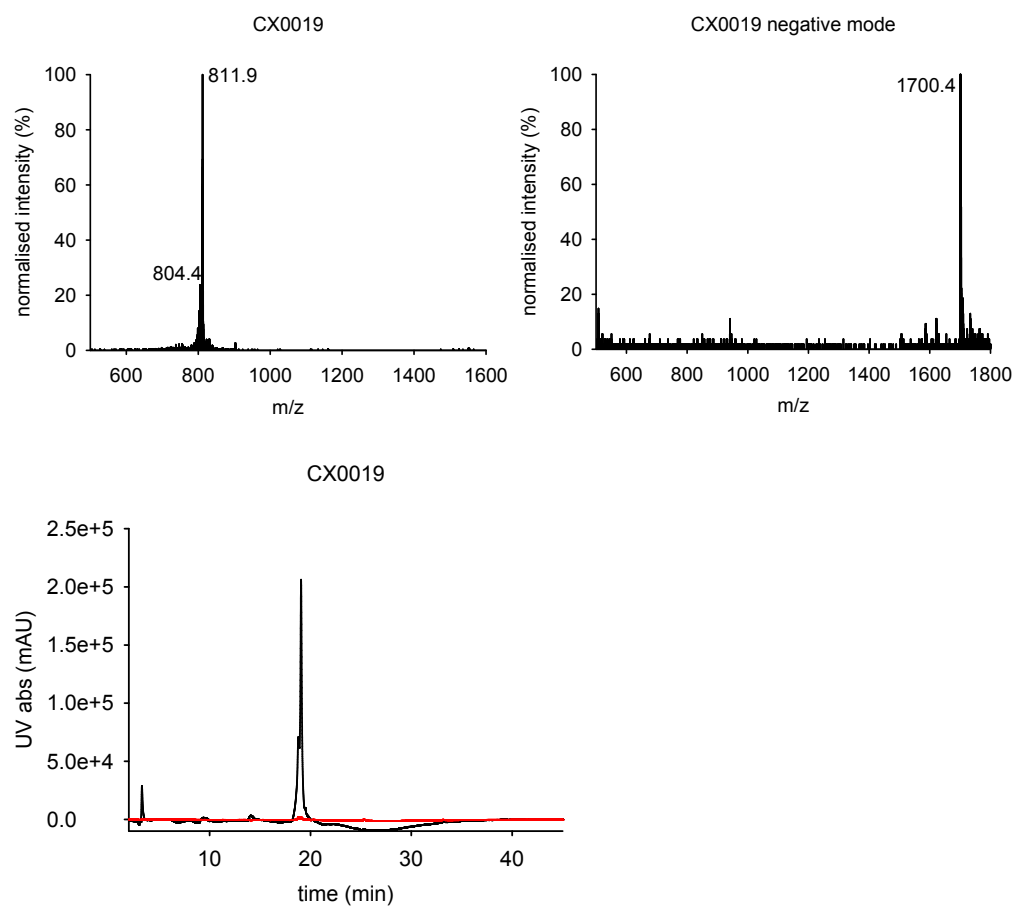 CX0019
normalised intensity (%)
100
80
60
40
20
0
811.9
804.4
600 800 1000 1200 1400 1600
m/z
CX0019 negative mode
normalised intensity (%)
100
80
60
40
20
0
1700.4
600 800 1000 1200 1400 1600 1800
m/z
CX0019
UV abs (mAU)
2.5e+5
2.0e+5
1.5e+5
1.0e+5
5.0e+4
0.0
10 20 30 40
time (min)